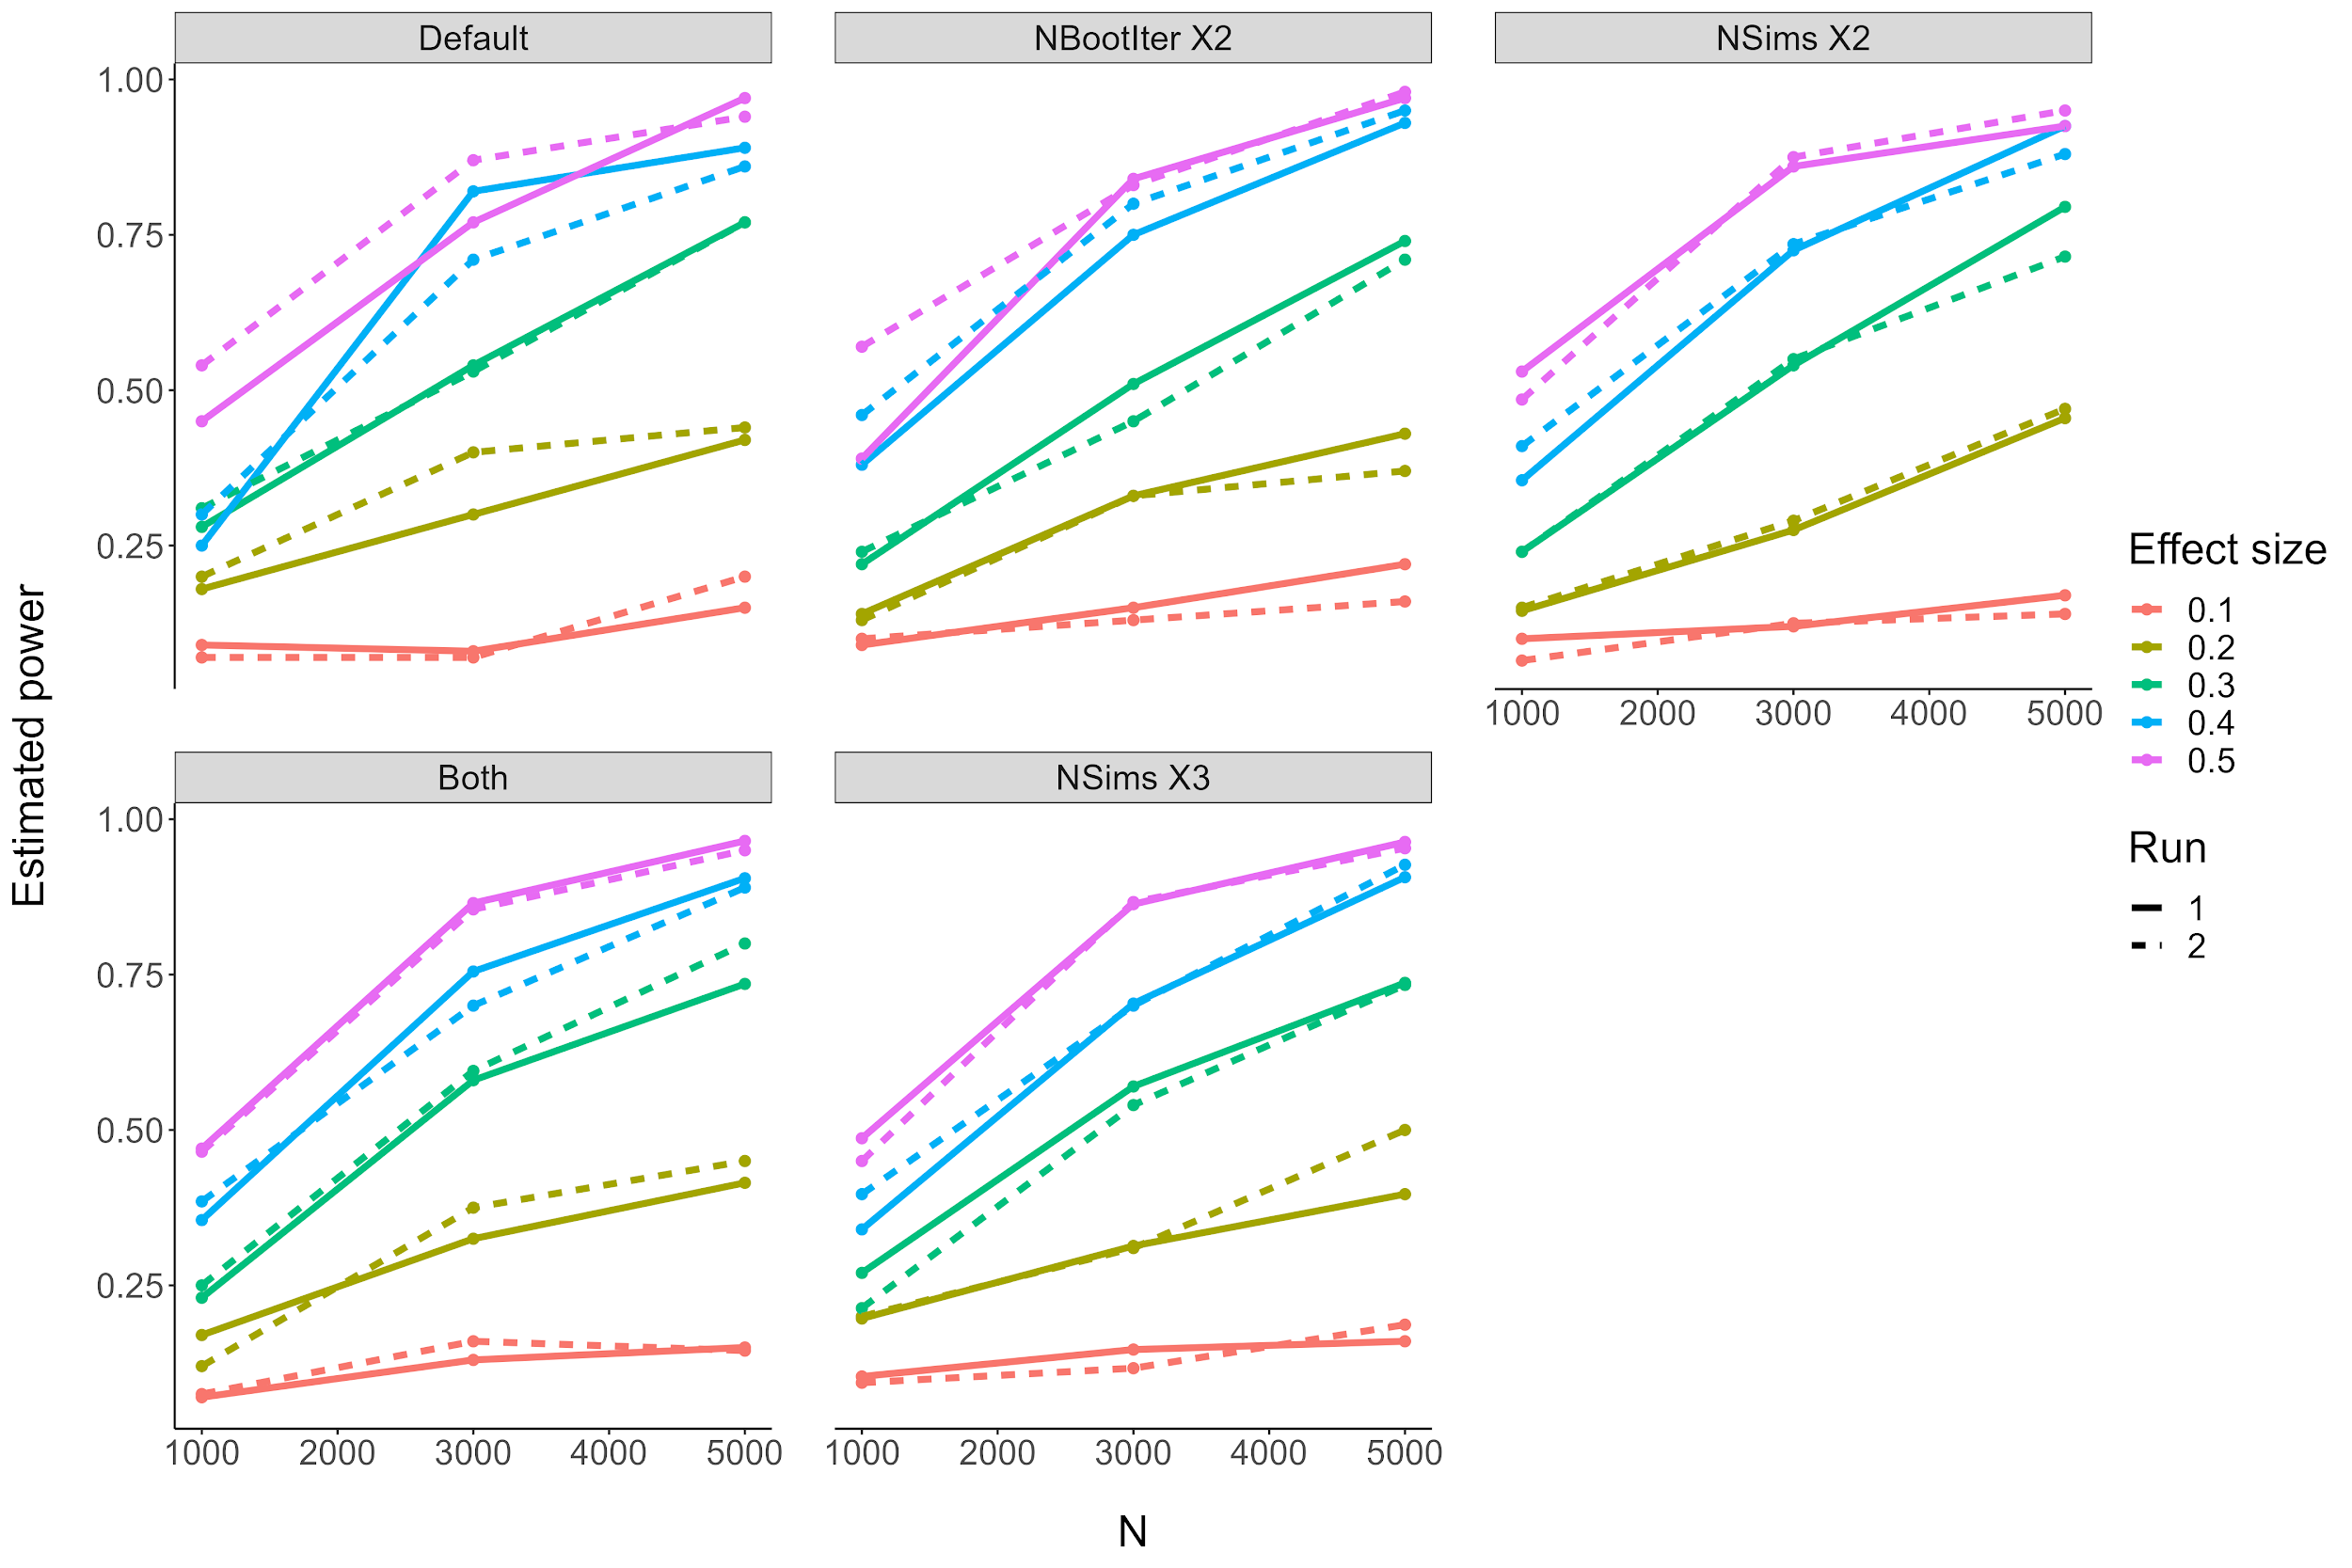 Default
NBootIter X2
NSims X2
1.00
0.75
0.50
0.25
1000 2000 3000 4000 5000
Both
NSims X3
1.00
0.75
0.50
0.25
1000 2000 3000 4000 5000
1000 2000 3000 4000 5000
Estimated power
N
Effect size
0.1
0.2
0.3
0.4
0.5
Run
1
2